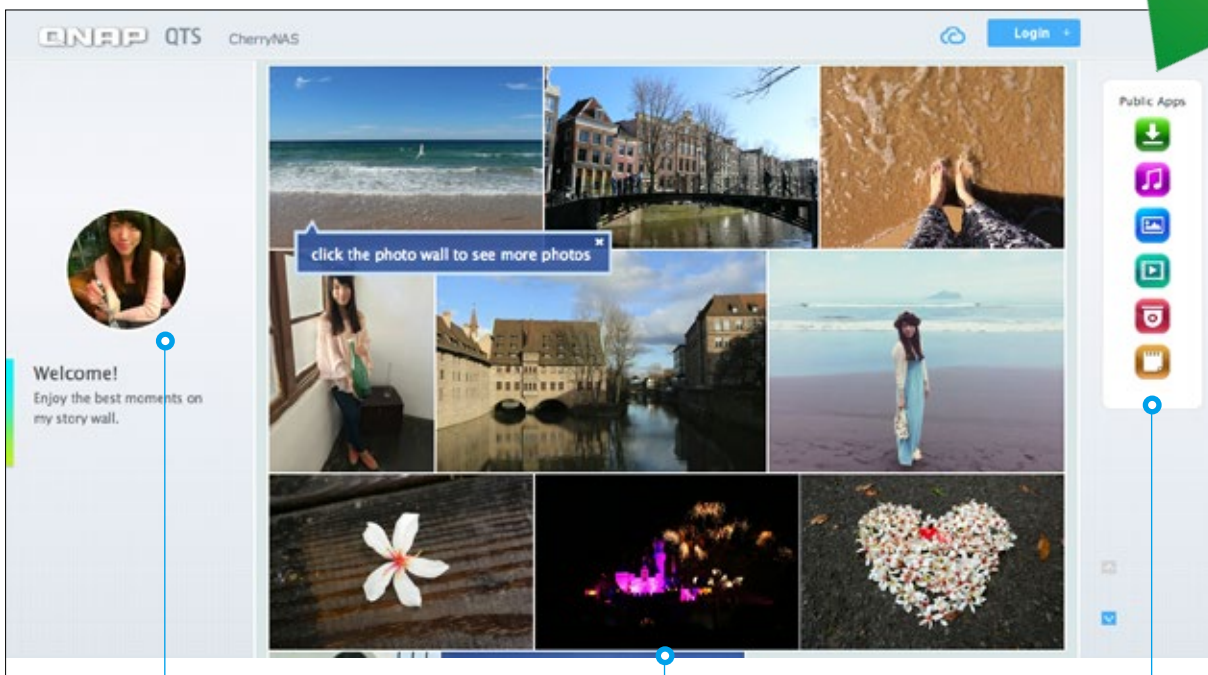 QNAP QTS CherryNAS
Login +
Public Apps
click the photo wall to see more photos
Welcome!
Enjoy the best moments on
my story wall.